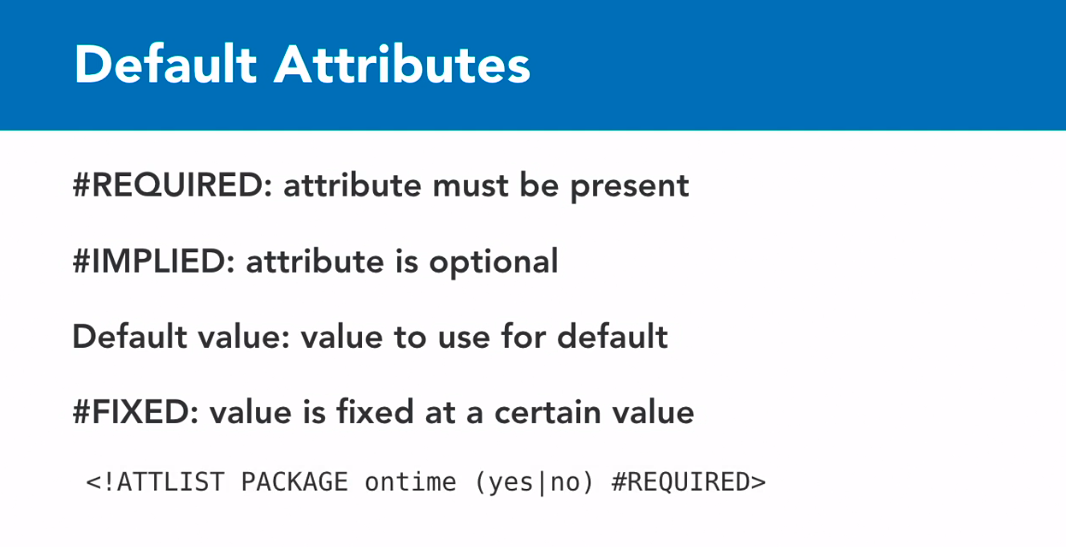 Default Attributes
#REQUIRED: attribute must be present
#IMPLIED: attribute is optional
Default value: value to use for default
#FIXED: value is fixed at a certain value
<!ATTLIST PACKAGE ontime (yes|no) #REQUIRED>